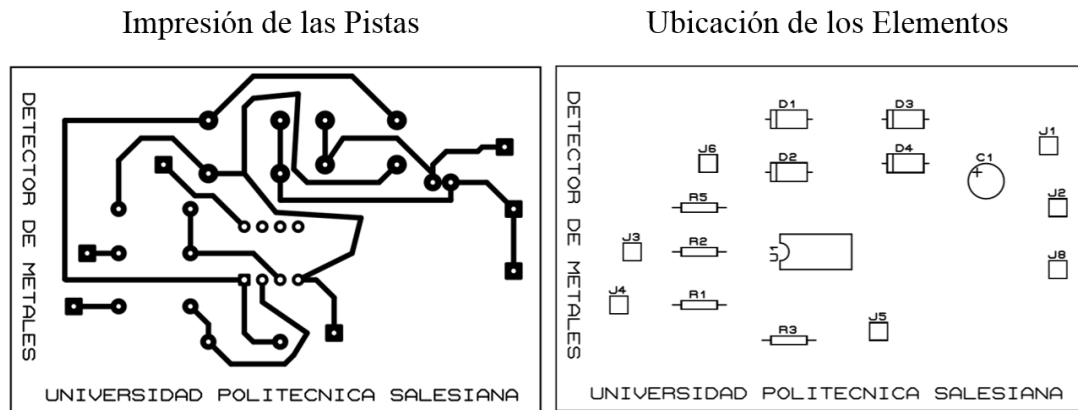 Impresión de las Pistas
Ubicación de los Elementos
DETECTOR DE METALES
UNIVERSIDAD POLITECNICA SALESIANA
DETECTOR DE METALES
D1
D3
J1
J6
D2
D4
C1
+
R5
J2
J3
R2
U1
J8
J4
R1
J5
R3
UNIVERSIDAD POLITECNICA SALESIANA